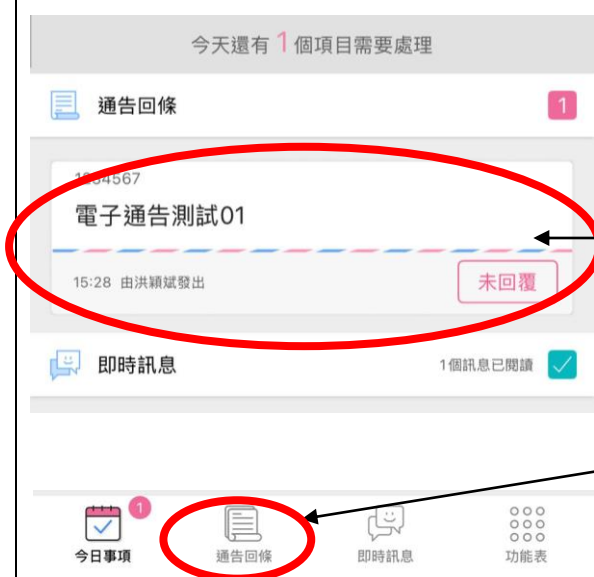 今天還有 1 個項目需要處理
通告回條 1
1234567
電子通告測試01
15:28 由洪穎斌發出 未回覆
即時訊息 1個訊息已閱讀
1
今日事項 通告回條 即時訊息 功能表